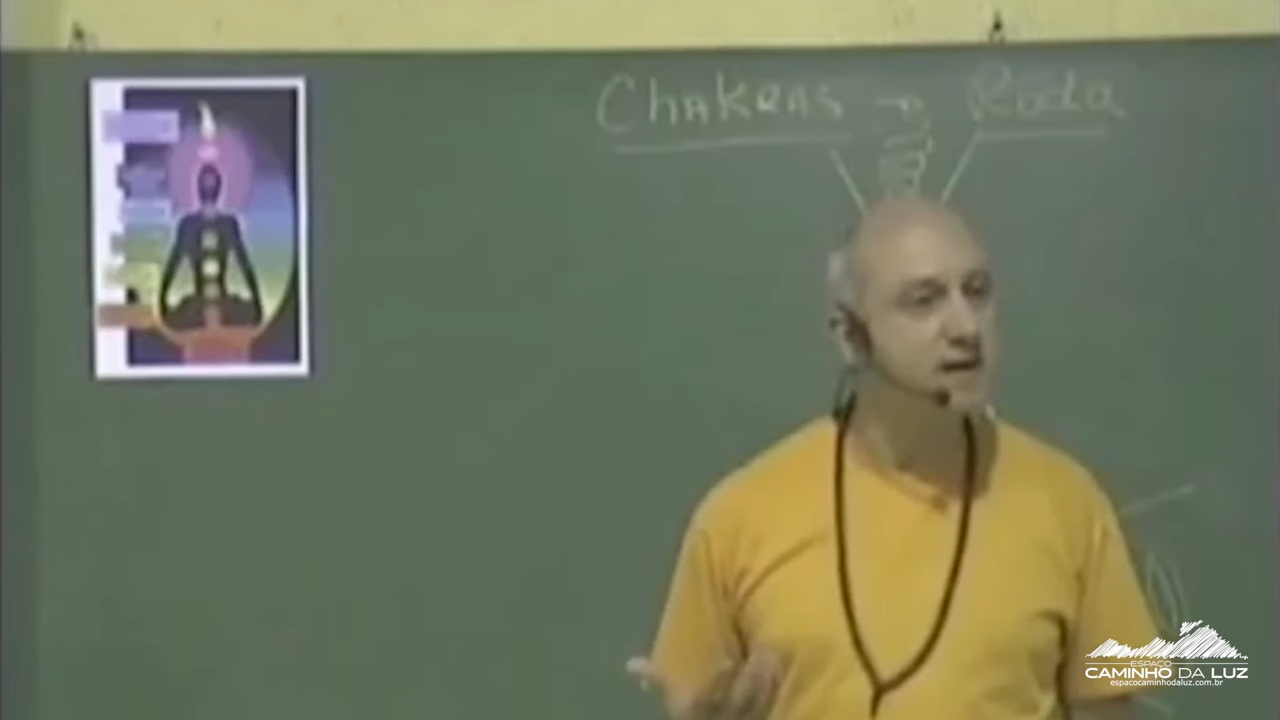 Chakras → Roda
ESPAÇO
CAMINHO DA LUZ
espacocaminhodaluz.com.br